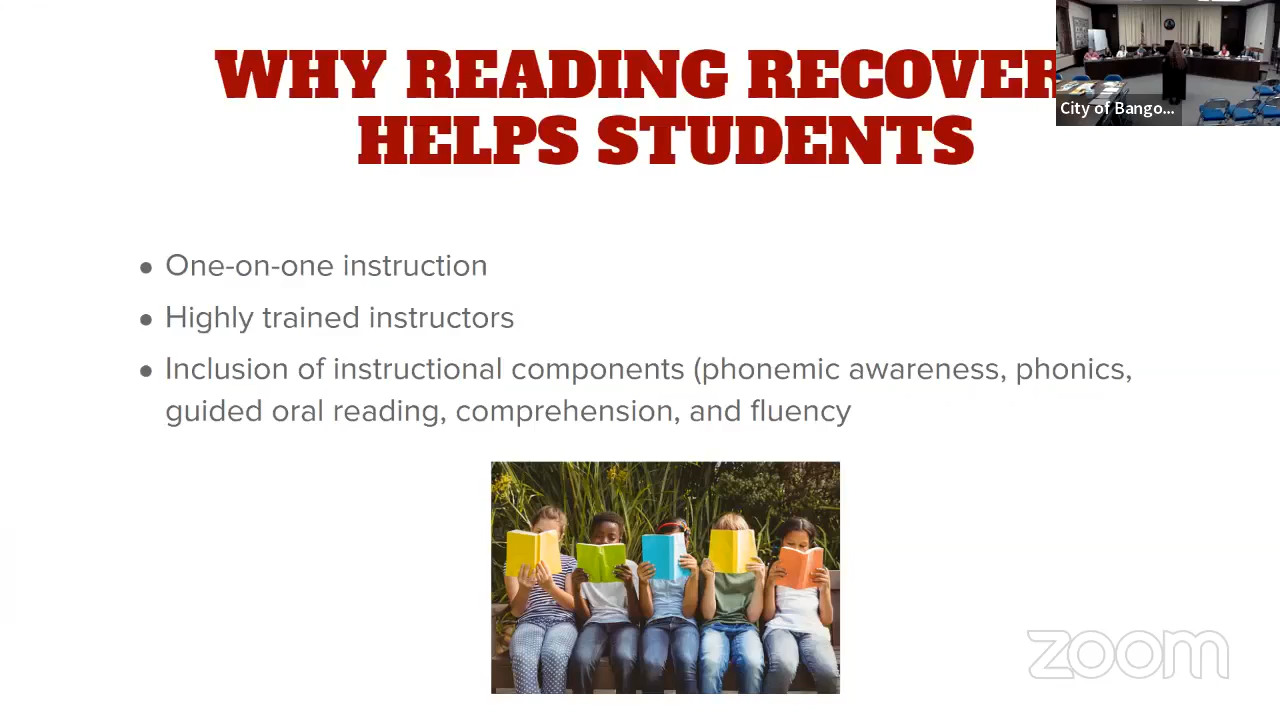 WHY READING RECOVER
HELPS STUDENTS
City of Bango...
● One-on-one instruction
● Highly trained instructors
● Inclusion of instructional components (phonemic awareness, phonics,
guided oral reading, comprehension, and fluency
zoom